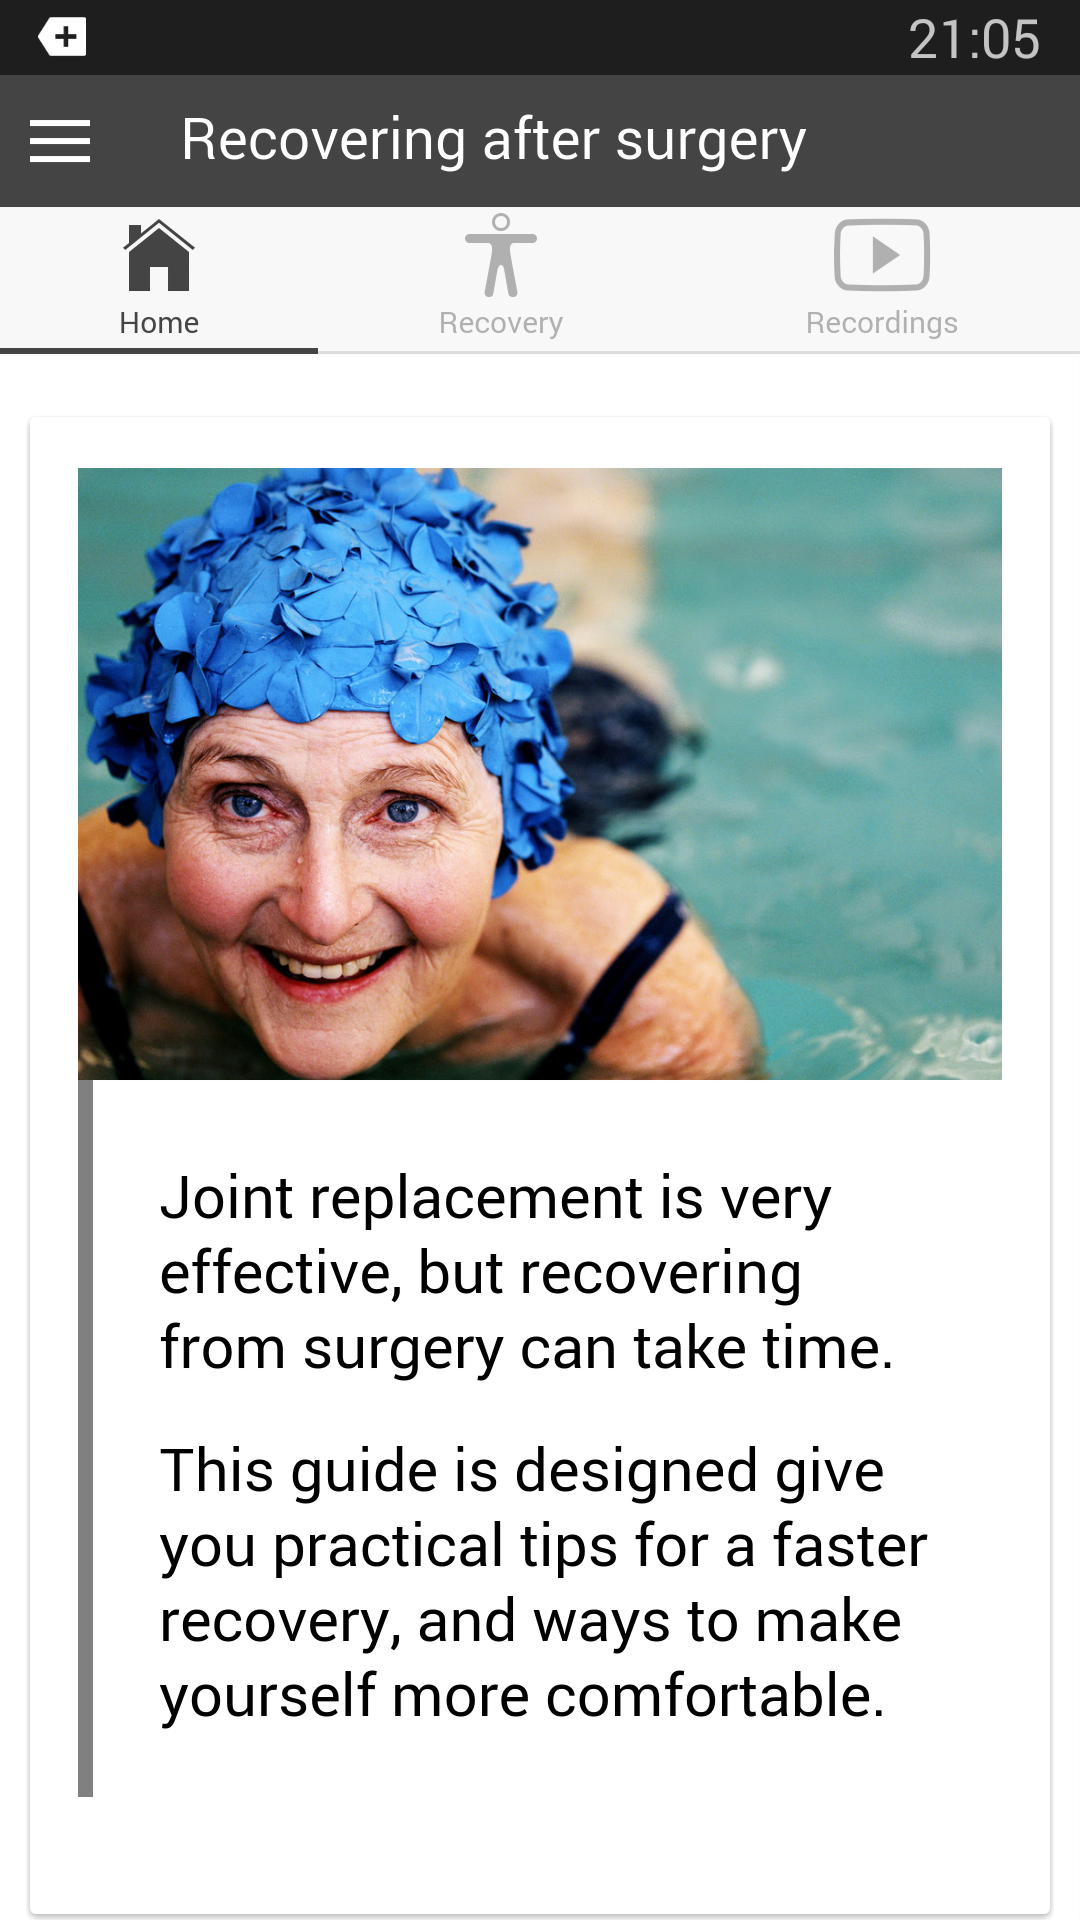 21:05
Recovering after surgery
Home
Recovery
Recordings
Joint replacement is very
effective, but recovering
from surgery can take time.
This guide is designed give
you practical tips for a faster
recovery, and ways to make
yourself more comfortable.